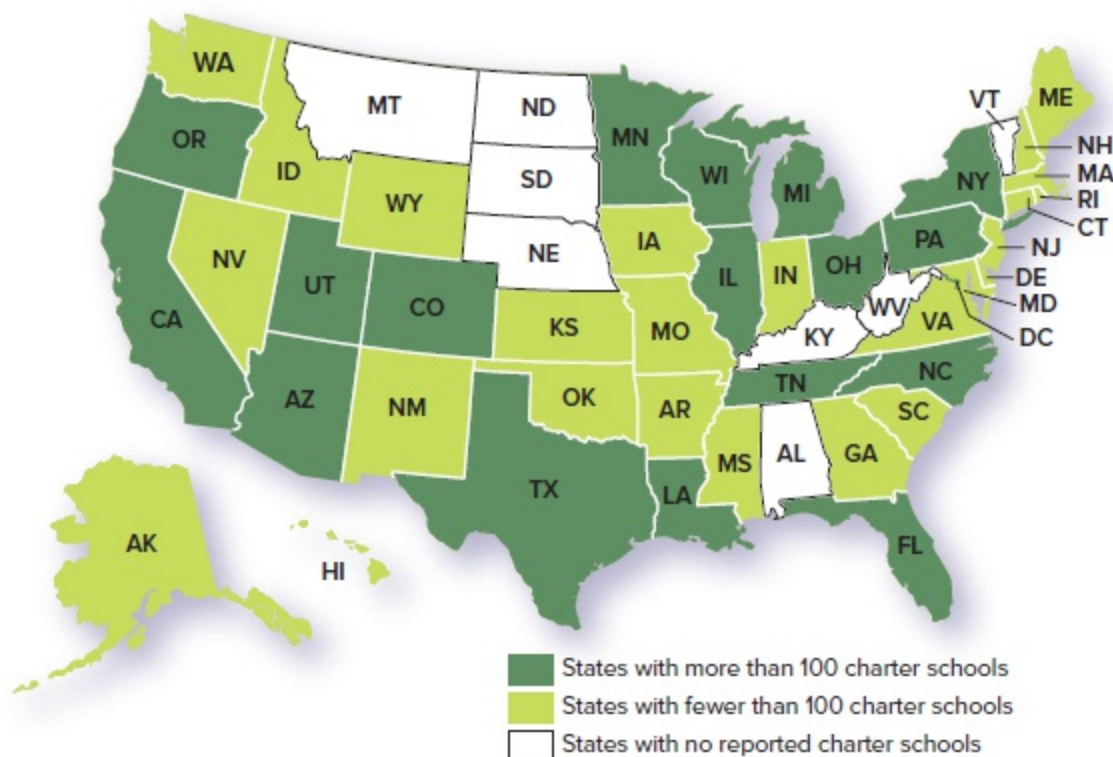 WA
MT
ND
MN
VT
ME
OR
ID
SD
WI
MI
NY
NH
MA
RI
CT
WY
NE
IA
PA
NJ
NV
UT
CO
IL
IN
OH
DE
MD
DC
CA
KS
MO
KY
WV
VA
AZ
NM
OK
AR
TN
NC
SC
TX
LA
MS
AL
GA
FL
AK
HI
States with more than 100 charter schools
States with fewer than 100 charter schools
States with no reported charter schools